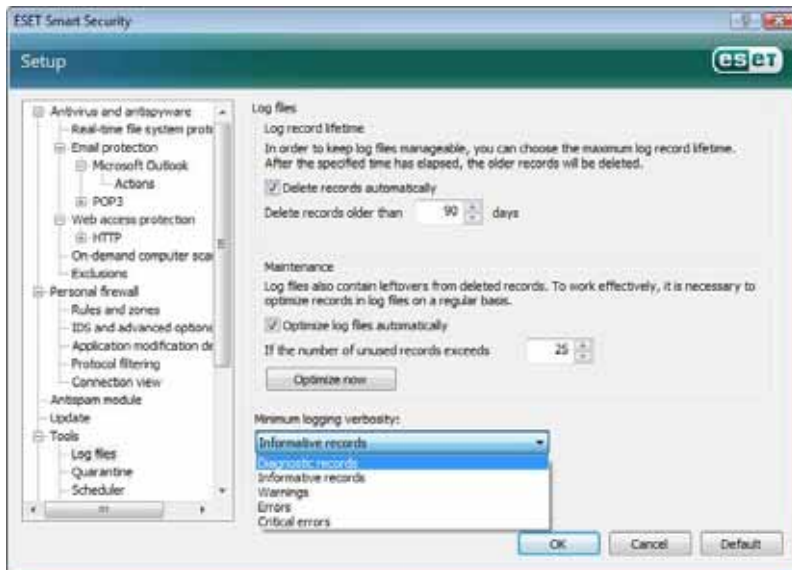 ESET Smart Security
Setup
eset
Antivirus and antispyware
Real-time file system prote
Email protection
Microsoft Outlook
Actions
POP3
Web access protection
HTTP
On-demand computer scan
Exclusions
Personal firewall
Rules and zones
IDS and advanced options
Application modification de
Protocol filtering
Connection view
Antispam module
Update
Tools
Log files
Quarantine
Scheduler
Log files
Log record lifetime
In order to keep log files manageable, you can choose the maximum log record lifetime.
After the specified time has elapsed, the older records will be deleted.
Delete records automatically
Delete records older than 90 days
Maintenance
Log files also contain leftovers from deleted records. To work effectively, it is necessary to
optimize records in log files on a regular basis.
Optimize log files automatically
If the number of unused records exceeds 25
Optimize now
Minimum logging verbosity:
Informative records
Diagnostic records
Informative records
Warnings
Errors
Critical errors
OK Cancel Default